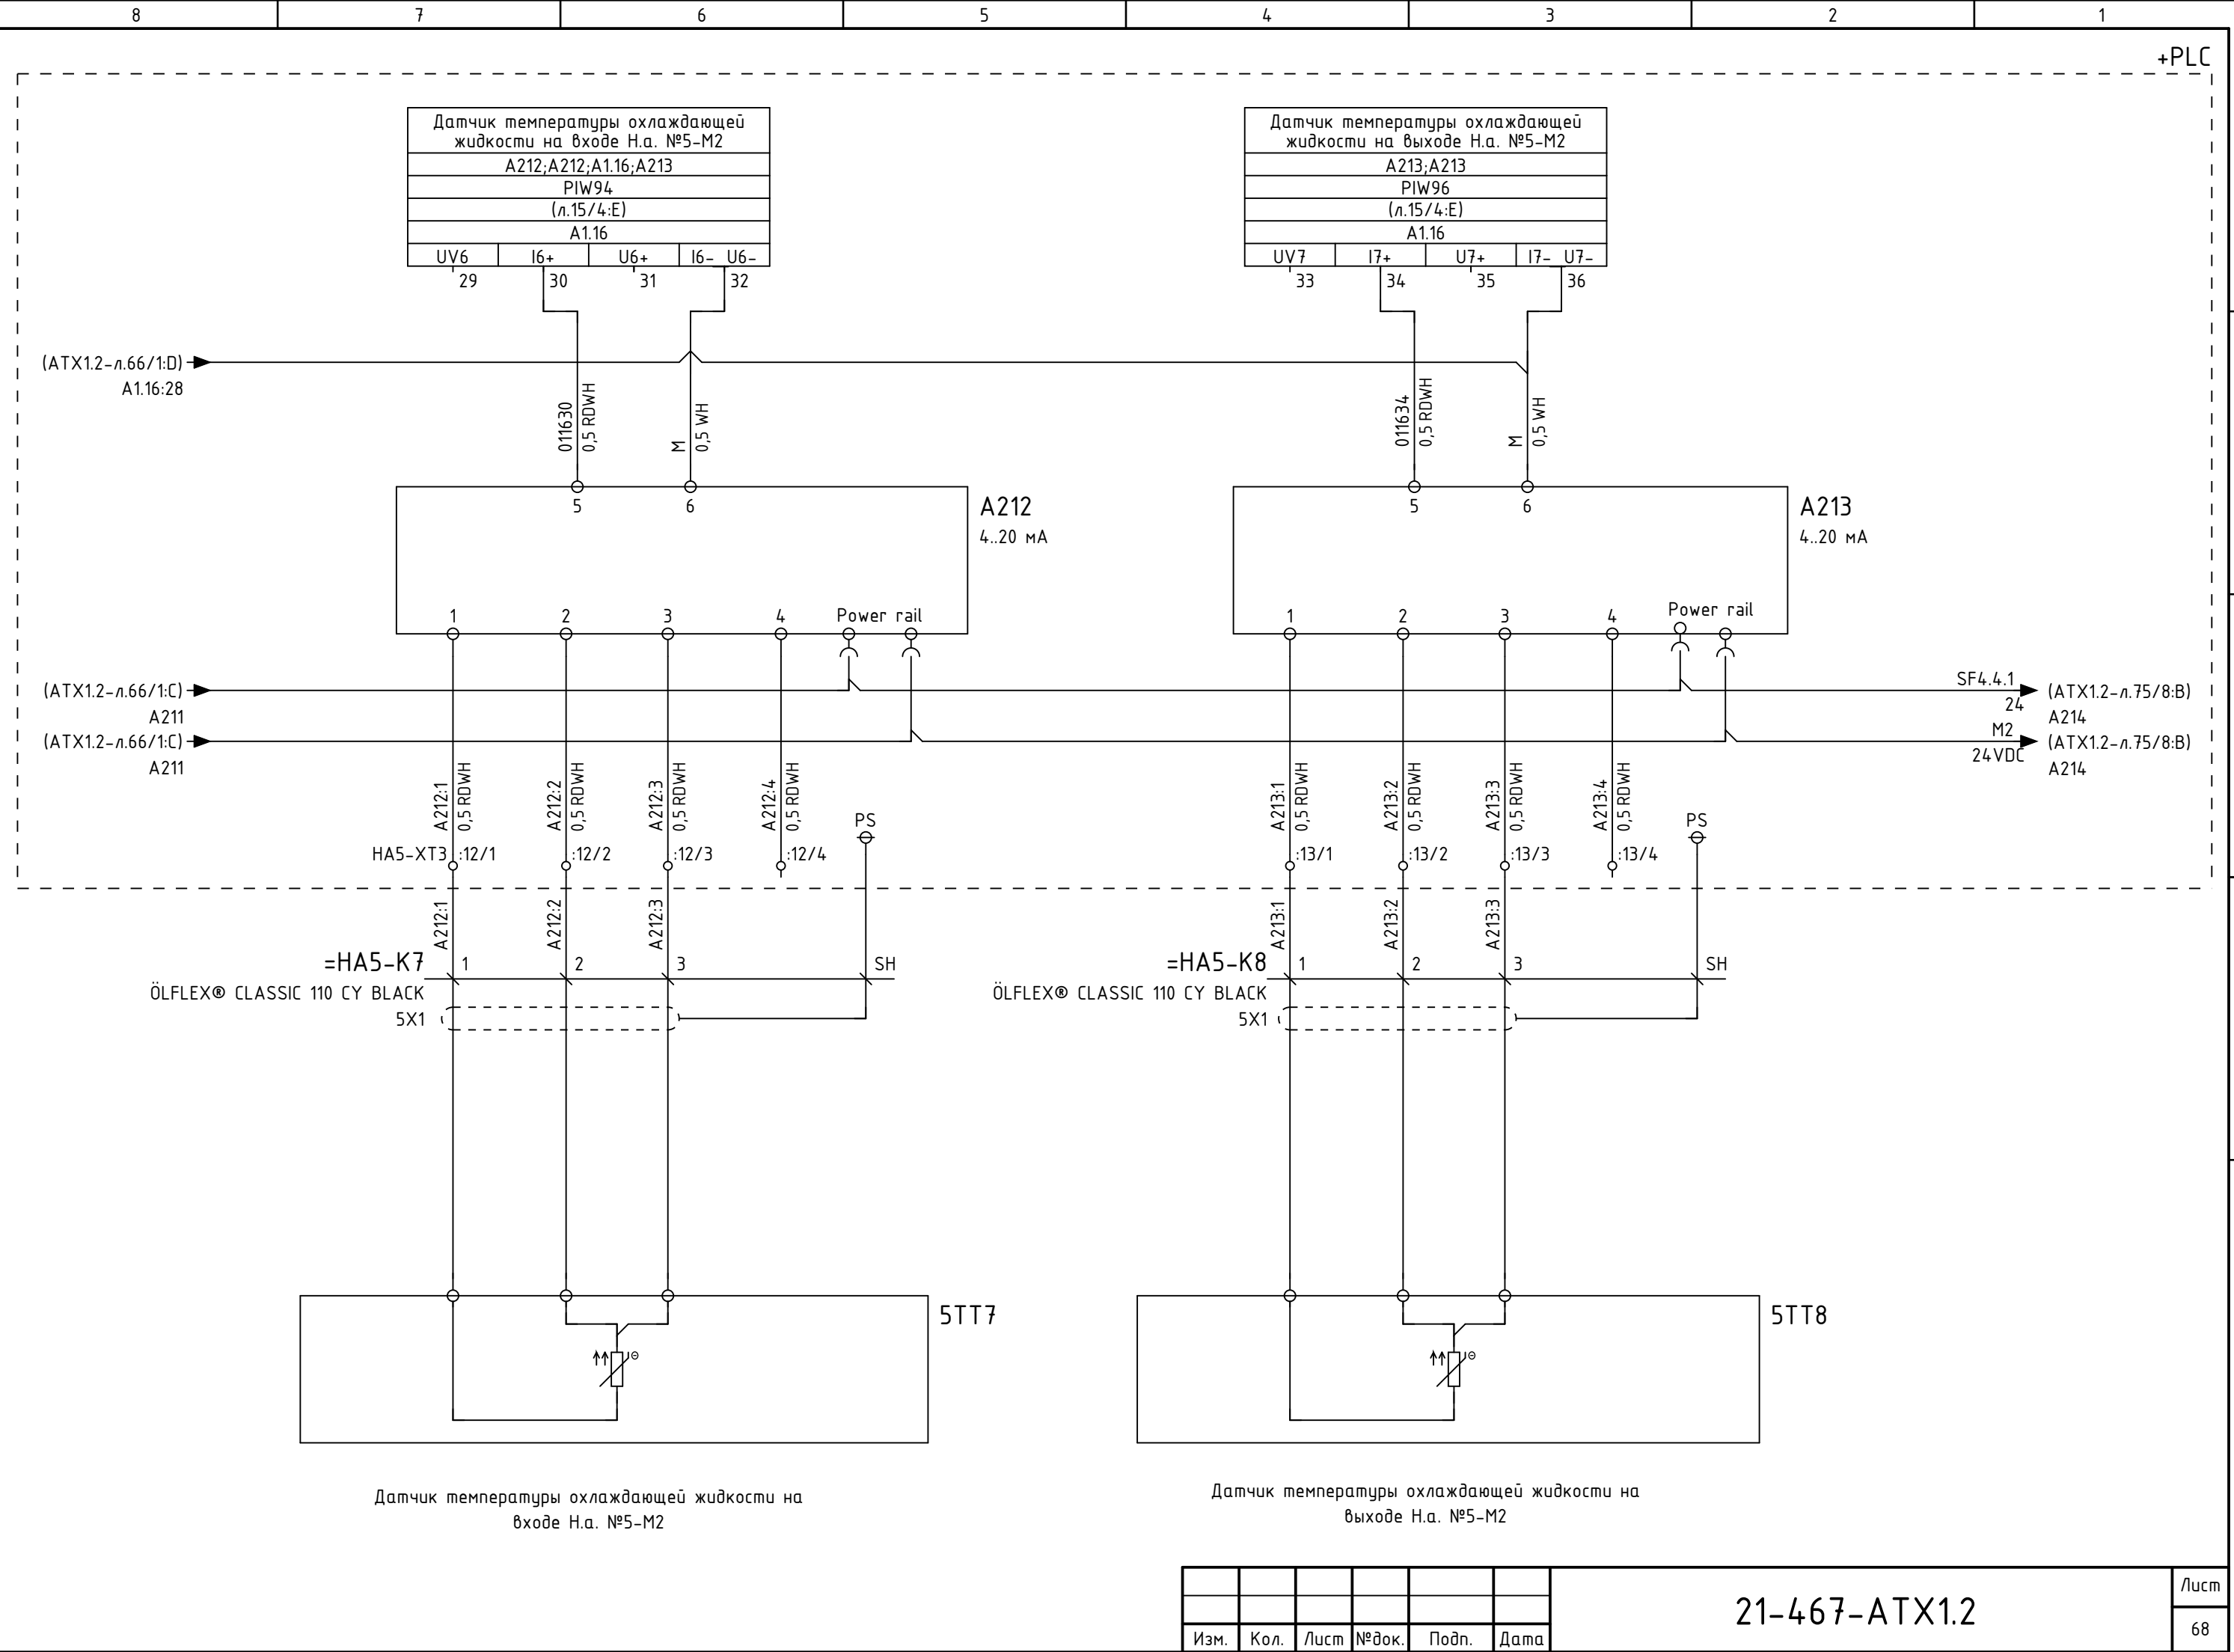 8 7 6 5 4 3 2 1
+PLC
Датчик температуры охлаждающей
жидкости на входе Н.а. №5-М2
A212;A212;A1.16;A213
PIW94
(л.15/4:E)
A1.16
UV6 I6+ U6+ I6- U6-
29 30 31 32
Датчик температуры охлаждающей
жидкости на выходе Н.а. №5-М2
A213;A213
PIW96
(л.15/4:E)
A1.16
UV7 I7+ U7+ I7- U7-
33 34 35 36
(ATX1.2-л.66/1:D)
A1.16:28
011630
0,5 RDWH
M
0,5 WH
011634
0,5 RDWH
M
0,5 WH
5 6
A212
4..20 мА
5 6
A213
4..20 мА
1 2 3 4 Power rail
1 2 3 4 Power rail
(ATX1.2-л.66/1:C)
A211
(ATX1.2-л.66/1:C)
A211
SF4.4.1
24
(ATX1.2-л.75/8:B)
A214
M2
24VDC
(ATX1.2-л.75/8:B)
A214
A212:1
0,5 RDWH
A212:2
0,5 RDWH
A212:3
0,5 RDWH
A212:4
0,5 RDWH
PS
A213:1
0,5 RDWH
A213:2
0,5 RDWH
A213:3
0,5 RDWH
A213:4
0,5 RDWH
PS
HA5-XT3 :12/1 :12/2 :12/3 :12/4
:13/1 :13/2 :13/3 :13/4
A212:1
A212:2
A212:3
A213:1
A213:2
A213:3
=HA5-K7 1 2 3 SH
ÖLFLEX® CLASSIC 110 CY BLACK
5X1
=HA5-K8 1 2 3 SH
ÖLFLEX® CLASSIC 110 CY BLACK
5X1
5TT7
5TT8
Датчик температуры охлаждающей жидкости на
входе Н.а. №5-М2
Датчик температуры охлаждающей жидкости на
выходе Н.а. №5-М2
Изм. Кол. Лист №док. Подп. Дата
21-467-АТХ1.2
Лист
68